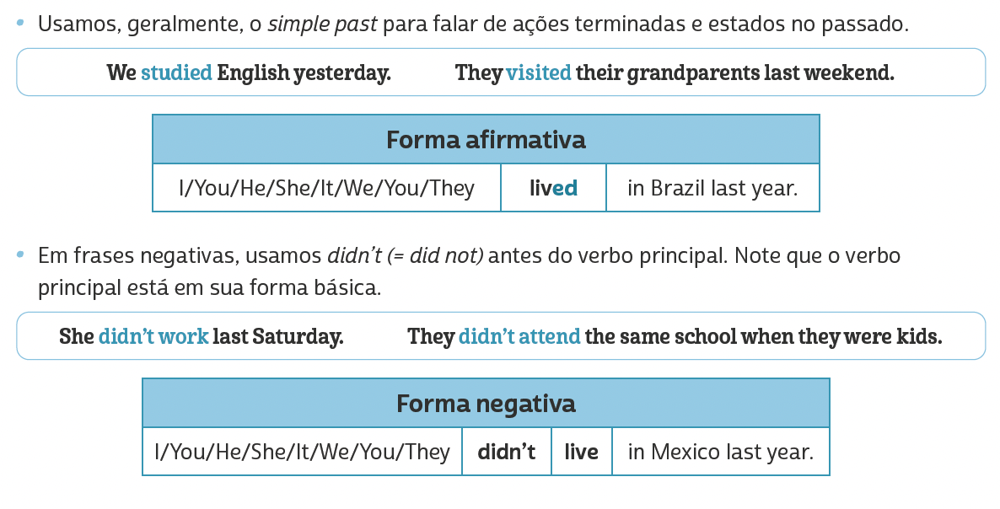 • Usamos, geralmente, o simple past para falar de ações terminadas e estados no passado.
We studied English yesterday. They visited their grandparents last weekend.
Forma afirmativa
I/You/He/She/It/We/You/They lived in Brazil last year.
• Em frases negativas, usamos didn’t (= did not) antes do verbo principal. Note que o verbo
principal está em sua forma básica.
She didn’t work last Saturday. They didn’t attend the same school when they were kids.
Forma negativa
I/You/He/She/It/We/You/They didn’t live in Mexico last year.